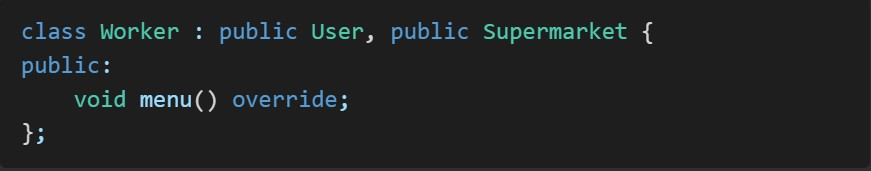 class Worker : public User, public Supermarket {
public:
    void menu() override;
};